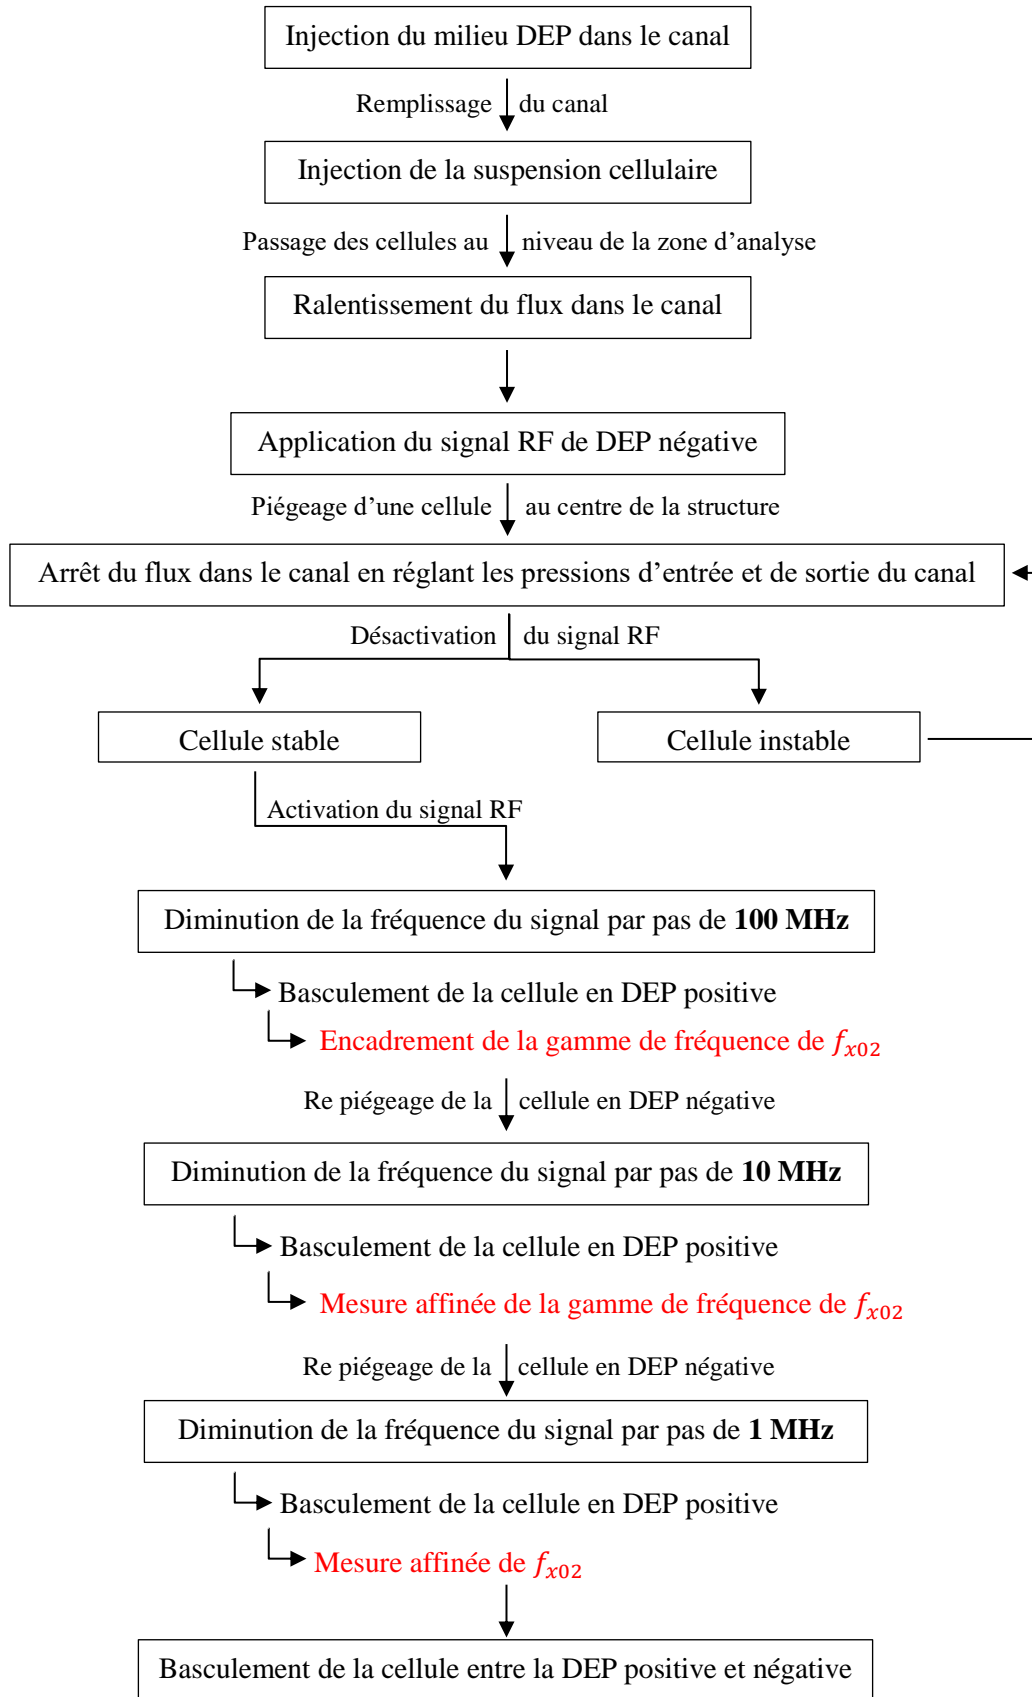 Injection du milieu DEP dans le canal
Remplissage du canal
Injection de la suspension cellulaire
Passage des cellules au niveau de la zone d’analyse
Ralentissement du flux dans le canal
Application du signal RF de DEP négative
Piégeage d’une cellule au centre de la structure
Arrêt du flux dans le canal en réglant les pressions d’entrée et de sortie du canal
Désactivation du signal RF
Cellule stable
Cellule instable
Activation du signal RF
Diminution de la fréquence du signal par pas de 100 MHz
Basculement de la cellule en DEP positive
Encadrement de la gamme de fréquence de f_{x02}
Re piégeage de la cellule en DEP négative
Diminution de la fréquence du signal par pas de 10 MHz
Basculement de la cellule en DEP positive
Mesure affinée de la gamme de fréquence de f_{x02}
Re piégeage de la cellule en DEP négative
Diminution de la fréquence du signal par pas de 1 MHz
Basculement de la cellule en DEP positive
Mesure affinée de f_{x02}
Basculement de la cellule entre la DEP positive et négative